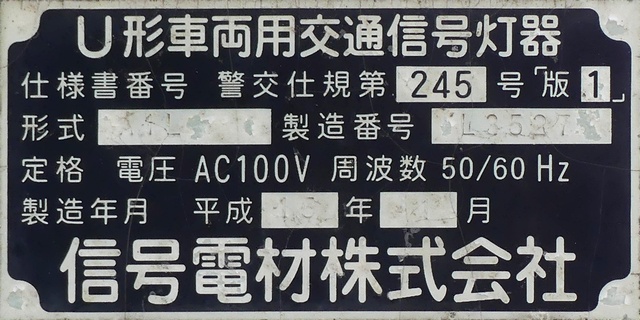 U形車両用交通信号灯器
仕様書番号 警交仕規第 245 号「版 1」
形式 製造番号
定格 電圧 AC100V 周波数 50/60 Hz
製造年月 平成 年 月
信号電材株式会社